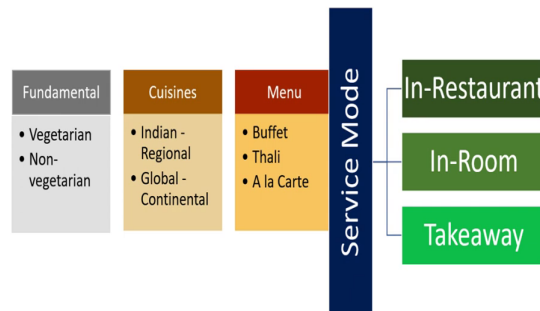 Fundamental
• Vegetarian
• Non-
vegetarian
Cuisines
• Indian -
Regional
• Global -
Continental
Menu
• Buffet
• Thali
• A la Carte
Service Mode
In-Restaurant
In-Room
Takeaway